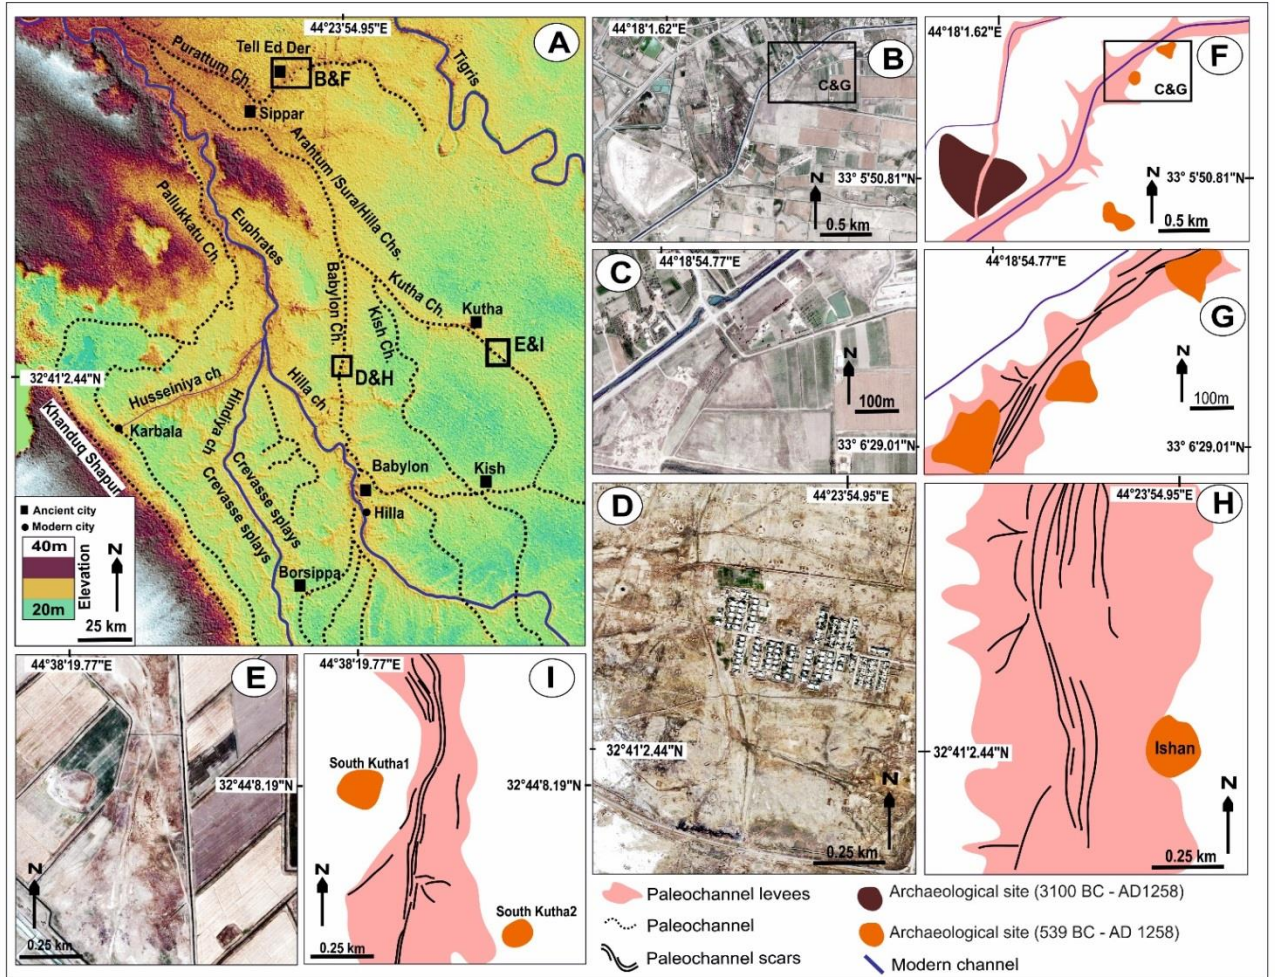 44°23'54.95"E
A
Tell Ed Der
Purattum Ch.
B&F
Sippar
Tigris
Arahtum /Sura/Hilla Chs.
Pallukkatu Ch.
Euphrates
Babylon Ch.
Kutha Ch.
Kish Ch.
Kutha
E&I
D&H
32°41'2.44"N
Husseiniya ch
Hilla ch
Hindiya ch
Karbala
Khanduq Shapur
Crevasse splays
Crevasse splays
Babylon
Kish
Hilla
Borsippa
Ancient city
Modern city
40m
20m
Elevation
N
25 km
44°18'1.62"E
B
C&G
33° 5'50.81"N
N
0.5 km
44°18'1.62"E
F
C&G
33° 5'50.81"N
N
0.5 km
C
44°18'54.77"E
N
100m
33° 6'29.01"N
44°18'54.77"E
G
N
100m
33° 6'29.01"N
D
44°23'54.95"E
32°41'2.44"N
N
0.25 km
44°23'54.95"E
H
32°41'2.44"N
Ishan
N
0.25 km
44°38'19.77"E
E
32°44'8.19"N
N
0.25 km
44°38'19.77"E
I
South Kutha1
32°44'8.19"N
N
South Kutha2
0.25 km
Paleochannel levees
Paleochannel
Paleochannel scars
Archaeological site (3100 BC - AD1258)
Archaeological site (539 BC - AD 1258)
Modern channel